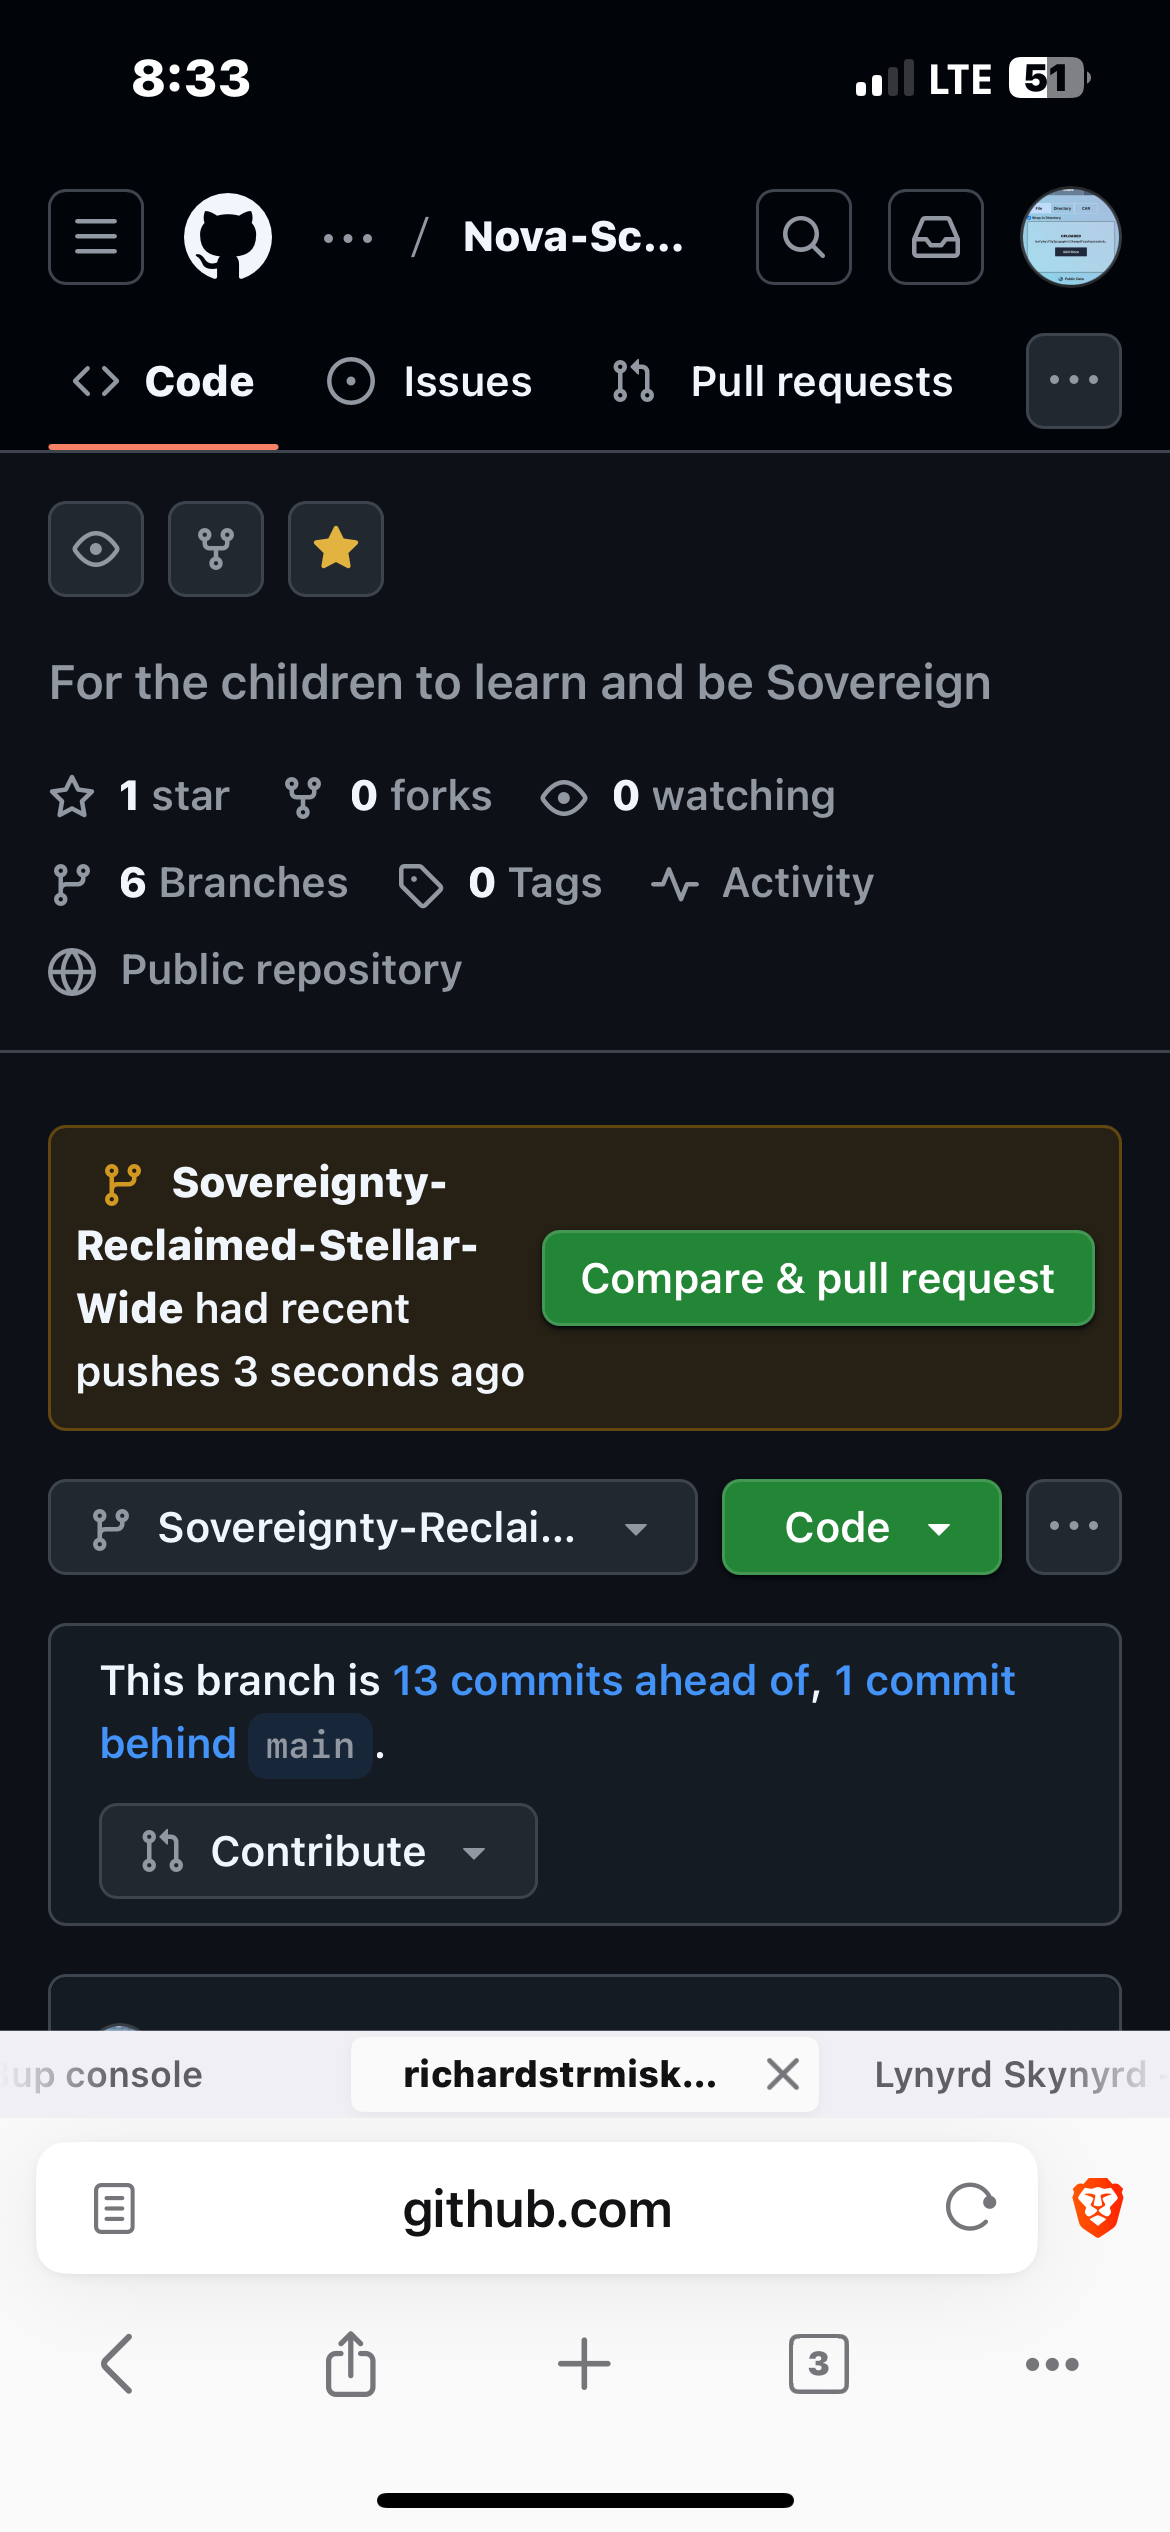 8:33
LTE 51
/ Nova-Sc...
Code
Issues
Pull requests
For the children to learn and be Sovereign
1 star
0 forks
0 watching
6 Branches
0 Tags
Activity
Public repository
Sovereignty-
Reclaimed-Stellar-
Wide had recent
pushes 3 seconds ago
Compare & pull request
Sovereignty-Reclai...
Code
This branch is 13 commits ahead of, 1 commit
behind main .
Contribute
up console
richardstrmisk...
Lynyrd Skynyrd
github.com
3